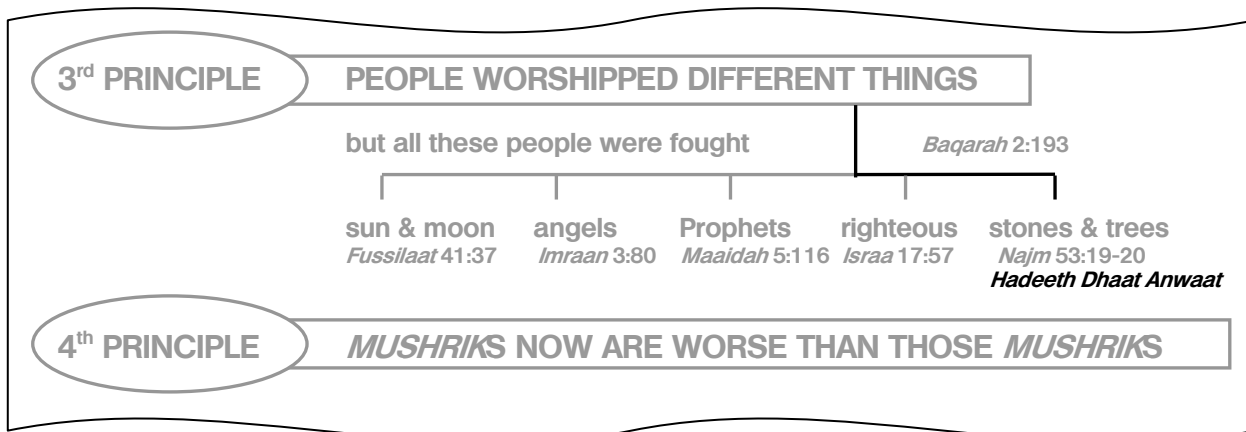 3rd PRINCIPLE PEOPLE WORSHIPPED DIFFERENT THINGS
but all these people were fought Baqarah 2:193
sun & moon angels Prophets righteous stones & trees
Fussilaat 41:37 Imraan 3:80 Maaidah 5:116 Israa 17:57 Najm 53:19-20
Hadeeth Dhaat Anwaat
4th PRINCIPLE MUSHRIKS NOW ARE WORSE THAN THOSE MUSHRIKS